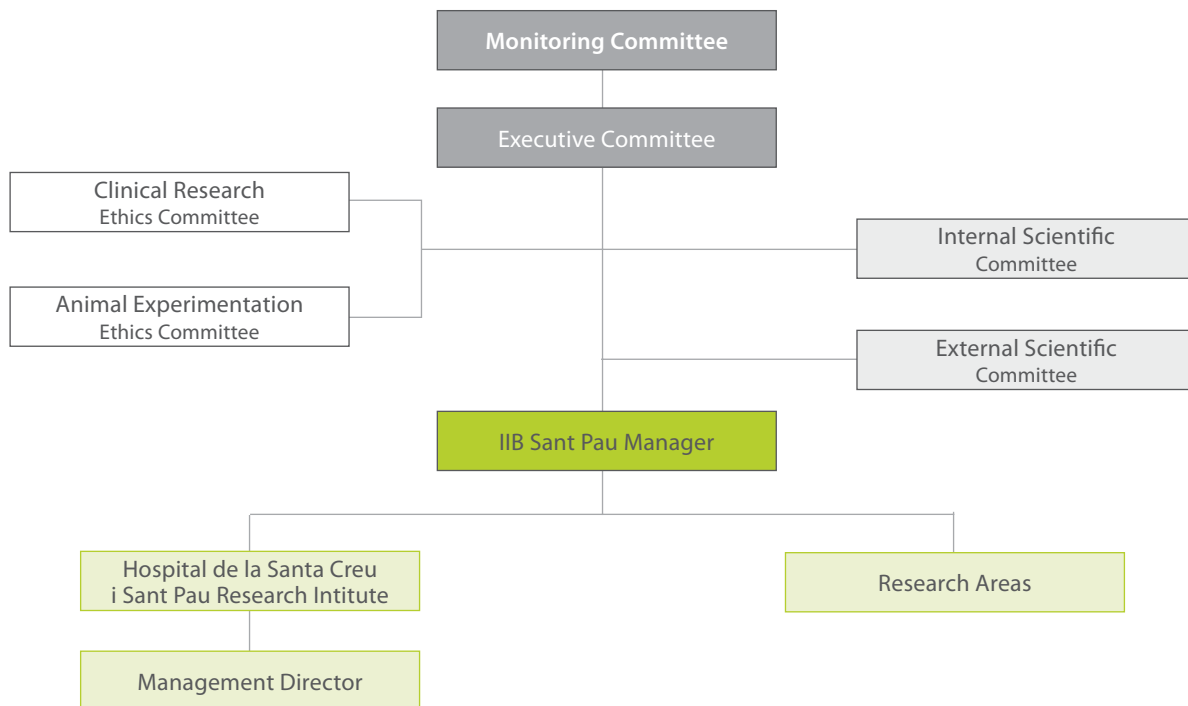 Monitoring Committee
Executive Committee
Clinical Research
Ethics Committee
Internal Scientific
Committee
Animal Experimentation
Ethics Committee
External Scientific
Committee
IIB Sant Pau Manager
Hospital de la Santa Creu
i Sant Pau Research Intitute
Research Areas
Management Director